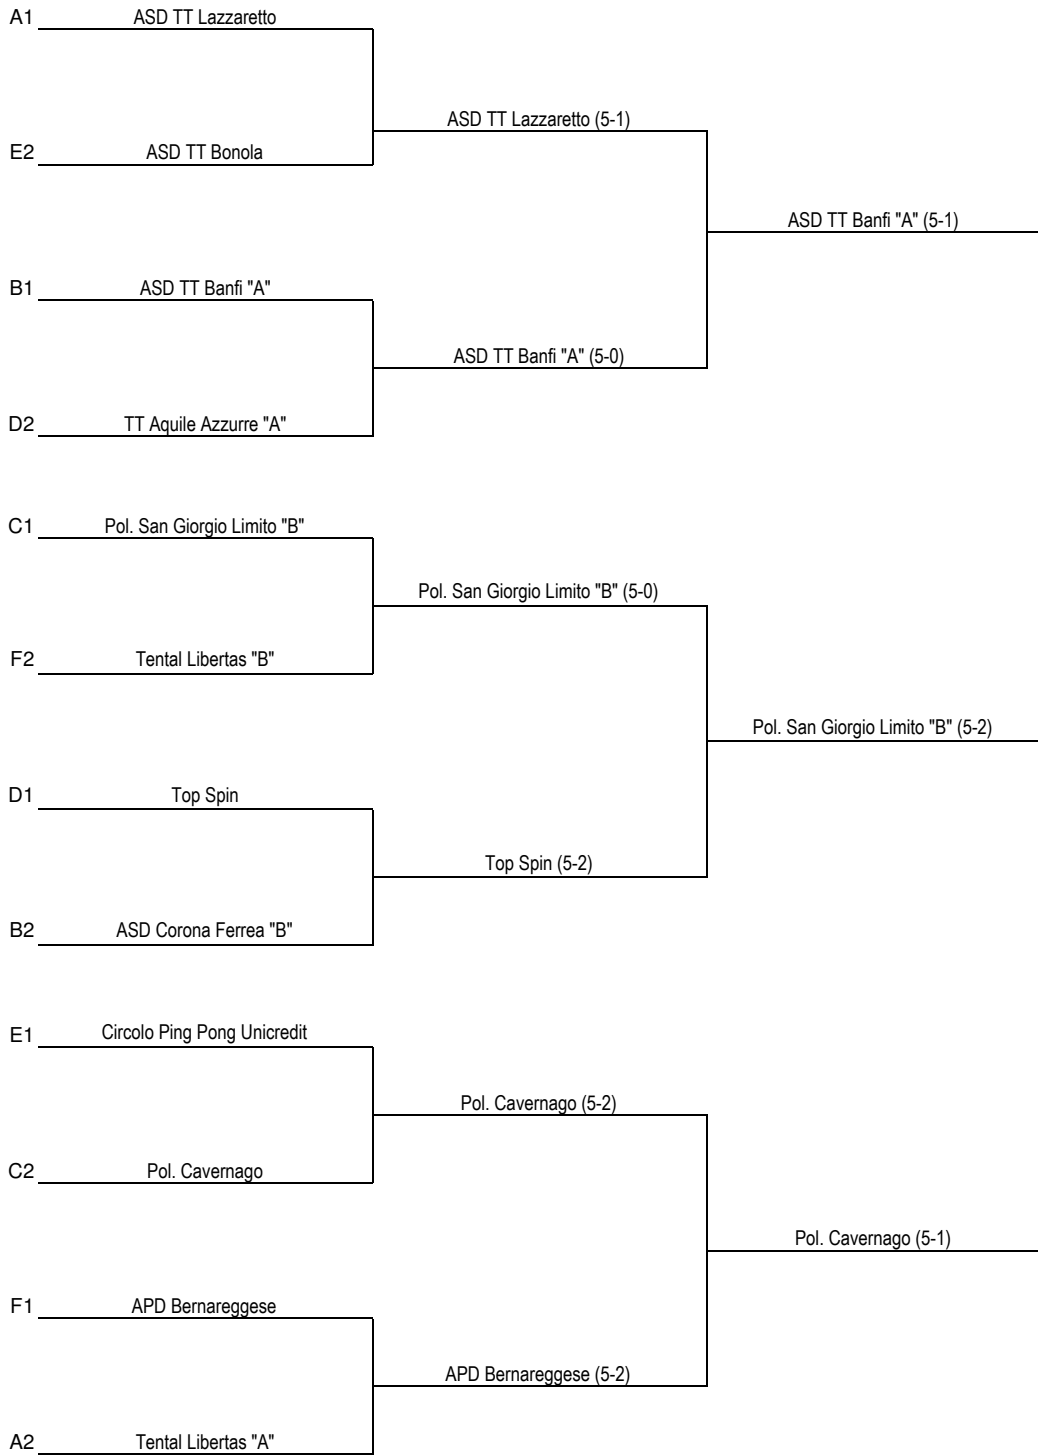 A1 ASD TT Lazzaretto
ASD TT Lazzaretto (5-1)
E2 ASD TT Bonola
ASD TT Banfi "A" (5-1)
B1 ASD TT Banfi "A"
ASD TT Banfi "A" (5-0)
D2 TT Aquile Azzurre "A"
C1 Pol. San Giorgio Limito "B"
Pol. San Giorgio Limito "B" (5-0)
F2 Tental Libertas "B"
Pol. San Giorgio Limito "B" (5-2)
D1 Top Spin
Top Spin (5-2)
B2 ASD Corona Ferrea "B"
E1 Circolo Ping Pong Unicredit
Pol. Cavernago (5-2)
C2 Pol. Cavernago
Pol. Cavernago (5-1)
F1 APD Bernareggese
APD Bernareggese (5-2)
A2 Tental Libertas "A"